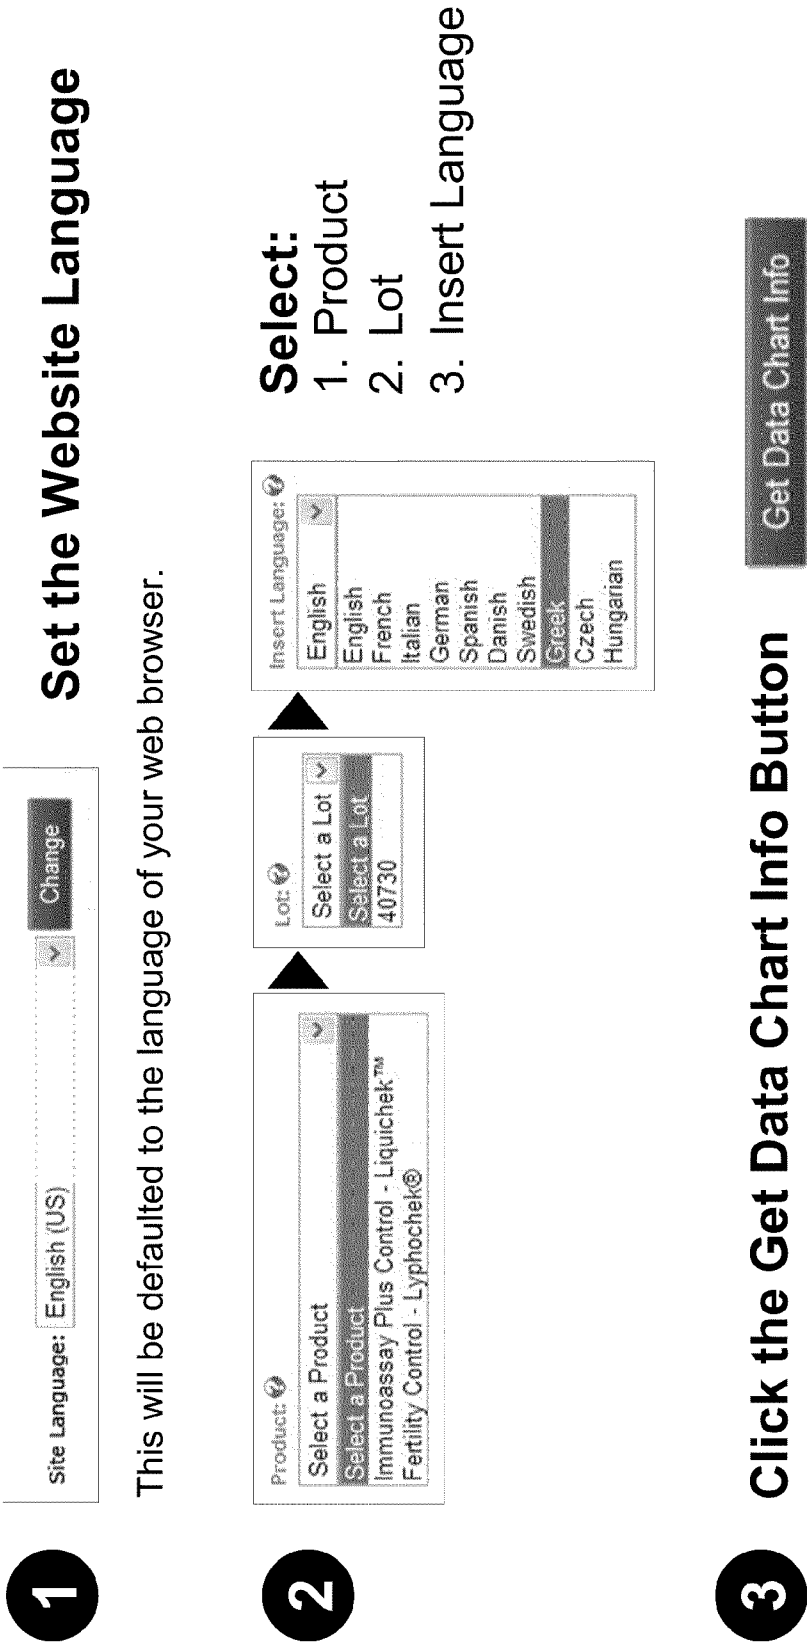 1
Site Language: English (US) Change
Set the Website Language
This will be defaulted to the language of your web browser.
2
Product:
Select a Product
Select a Product
Immunoassay Plus Control - Liquichek™
Fertility Control - Lyphochek®
Lot:
Select a Lot
Select a Lot
40730
Insert Language:
English
English
French
Italian
German
Spanish
Danish
Swedish
Greek
Czech
Hungarian
Select:
1. Product
2. Lot
3. Insert Language
3
Click the Get Data Chart Info Button
Get Data Chart Info